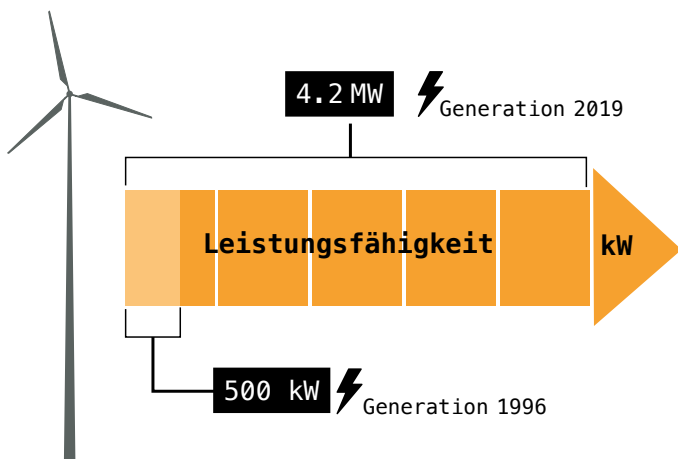 4.2 MW
Generation 2019
Leistungsfähigkeit
kW
500 kW
Generation 1996